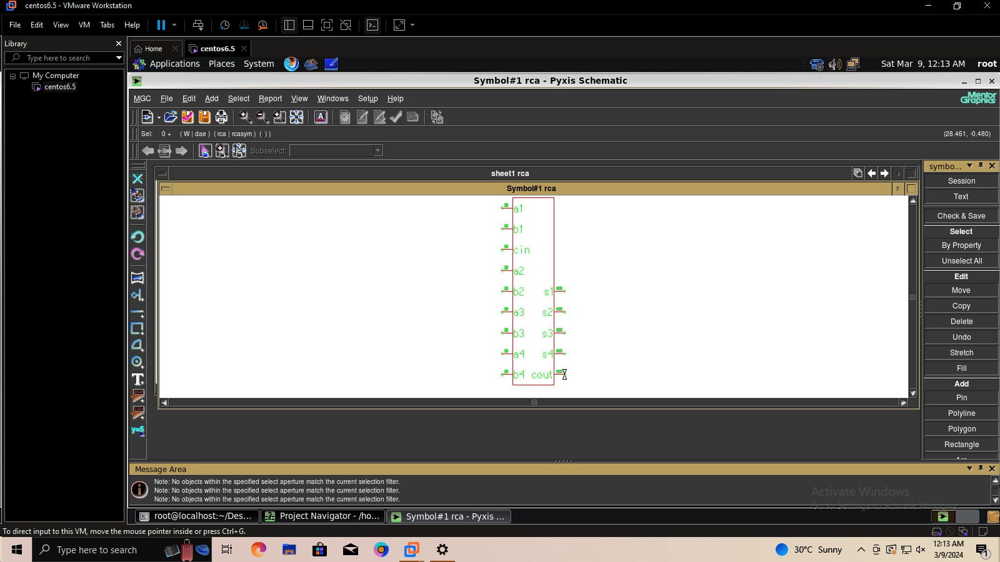 centos6.5 - VMware Workstation
File Edit View VM Tabs Help
Library
Type here to search
My Computer
centos6.5
Home
centos6.5
Applications Places System
Sat Mar 9, 12:13 AM root
Symbol#1 rca - Pyxis Schematic
MGC File Edit Add Select Report View Windows Setup Help
Mentor Graphics
A
Sel: 0 + ( W | dae ) ( rca | rcasym ) ( ) )
(28.461, -0.480)
Subselect:
sheet1 rca
Symbol#1 rca
a1
b1
cin
a2
b2 s1
a3 s2
b3 s3
a4 s4
b4 cout
T
y=5
symbo...
Session
Text
Check & Save
Select
By Property
Unselect All
Edit
Move
Copy
Delete
Undo
Stretch
Fill
Add
Pin
Polyline
Polygon
Rectangle
Message Area
Note: No objects within the specified select aperture match the current selection filter.
Note: No objects within the specified select aperture match the current selection filter.
Note: No objects within the specified select aperture match the current selection filter.
Activate Windows
Go to Settings to activate Windows.
root@localhost:~/Des...
Project Navigator - /ho...
Symbol#1 rca - Pyxis ...
To direct input to this VM, move the mouse pointer inside or press Ctrl+G.
Type here to search
30°C Sunny
12:13 AM
3/9/2024
1